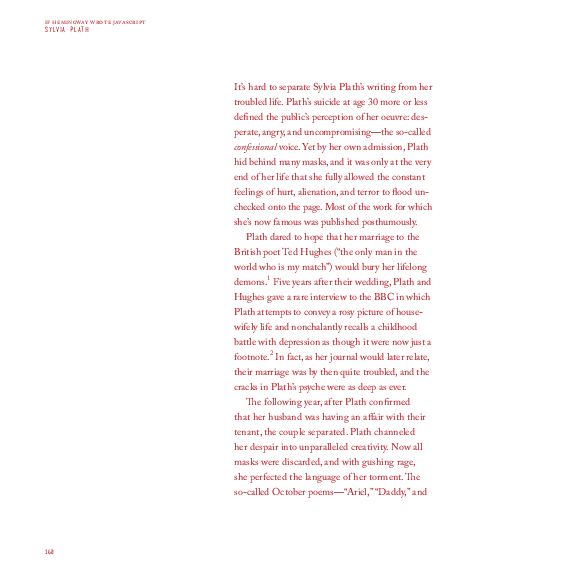 IF HEMINGWAY WROTE JAVASCRIPT
SYLVIA PLATH
It's hard to separate Sylvia Plath's writing from her
troubled life. Plath's suicide at age 30 more or less
defined the public's perception of her oeuvre: des-
perate, angry, and uncompromising—the so-called
confessional voice. Yet by her own admission, Plath
hid behind many masks, and it was only at the very
end of her life that she fully allowed the constant
feelings of hurt, alienation, and terror to flood un-
checked onto the page. Most of the work for which
she's now famous was published posthumously.
Plath dared to hope that her marriage to the
British poet Ted Hughes (“the only man in the
world who is my match”) would bury her lifelong
demons.1 Five years after their wedding, Plath and
Hughes gave a rare interview to the BBC in which
Plath attempts to convey a rosy picture of house-
wifely life and nonchalantly recalls a childhood
battle with depression as though it were now just a
footnote.2 In fact, as her journal would later relate,
their marriage was by then quite troubled, and the
cracks in Plath's psyche were as deep as ever.
The following year, after Plath confirmed
that her husband was having an affair with their
tenant, the couple separated. Plath channeled
her despair into unparalleled creativity. Now all
masks were discarded, and with gushing rage,
she perfected the language of her torment. The
so-called October poems—“Ariel,” “Daddy,” and
160